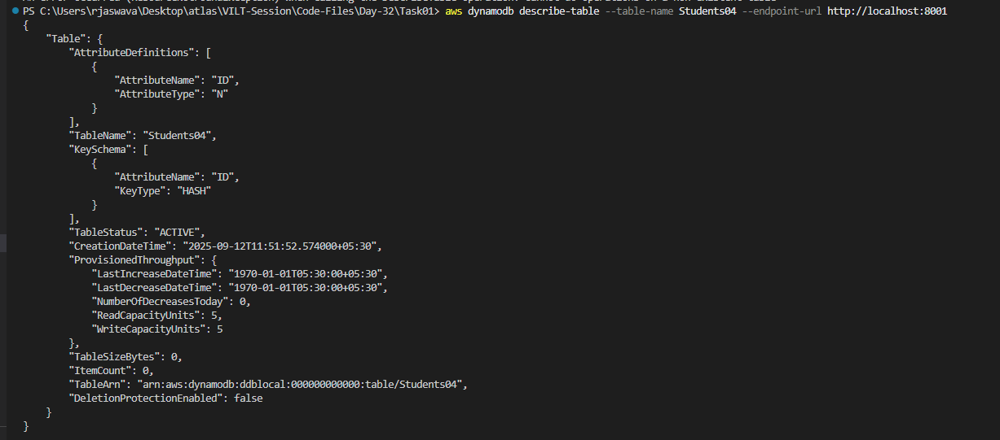 PS C:\Users\rjaswava\Desktop\atlas\VILT-Session\Code-Files\Day-32\Task01> aws dynamodb describe-table --table-name Students04 --endpoint-url http://localhost:8001
{
    "Table": {
        "AttributeDefinitions": [
            {
                "AttributeName": "ID",
                "AttributeType": "N"
            }
        ],
        "TableName": "Students04",
        "KeySchema": [
            {
                "AttributeName": "ID",
                "KeyType": "HASH"
            }
        ],
        "TableStatus": "ACTIVE",
        "CreationDateTime": "2025-09-12T11:51:52.574000+05:30",
        "ProvisionedThroughput": {
            "LastIncreaseDateTime": "1970-01-01T05:30:00+05:30",
            "LastDecreaseDateTime": "1970-01-01T05:30:00+05:30",
            "NumberOfDecreasesToday": 0,
            "ReadCapacityUnits": 5,
            "WriteCapacityUnits": 5
        },
        "TableSizeBytes": 0,
        "ItemCount": 0,
        "TableArn": "arn:aws:dynamodb:ddblocal:000000000000:table/Students04",
        "DeletionProtectionEnabled": false
    }
}